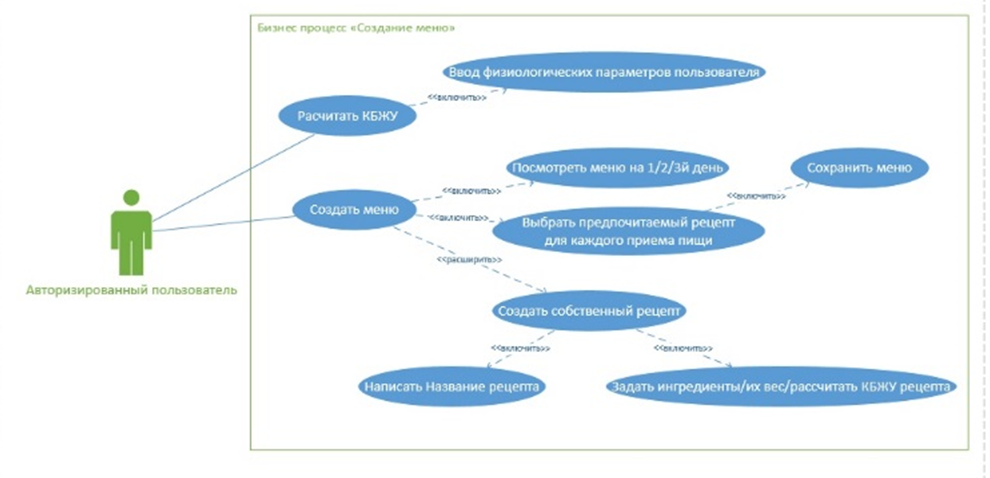 Бизнес процесс «Создание меню»
Ввод физиологических параметров пользователя
<<включить>>
Расчитать КБЖУ
Посмотреть меню на 1/2/3й день
Сохранить меню
<<включить>>
<<включить>>
Создать меню
<<включить>>
Выбрать предпочитаемый рецепт
для каждого приема пищи
<<расширить>>
Авторизированный пользователь
Создать собственный рецепт
<<включить>>
<<включить>>
Написать Название рецепта
Задать ингредиенты/их вес/рассчитать КБЖУ рецепта